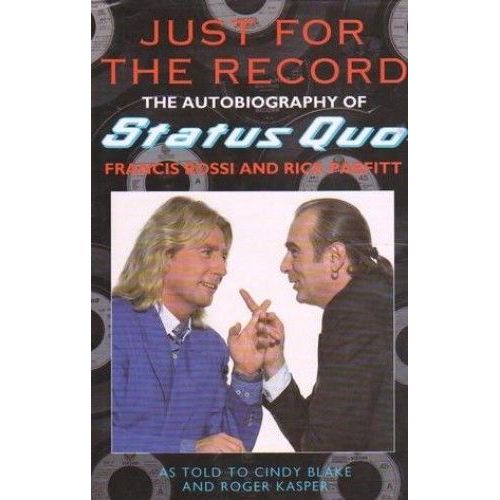 JUST FOR
THE RECORD
THE AUTOBIOGRAPHY OF
Status Quo
FRANCIS ROSSI AND RICK PARFITT
AS TOLD TO CINDY BLAKE
AND ROGER KASPER